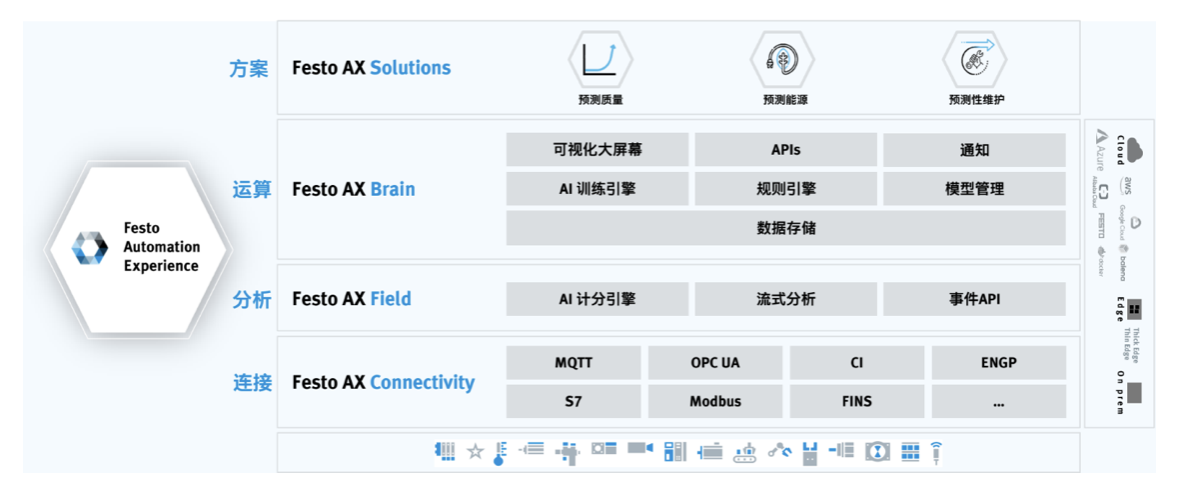 方案
Festo AX Solutions
预测质量
预测能源
预测性维护
Festo
Automation
Experience
运算
Festo AX Brain
可视化大屏幕
APIs
通知
AI 训练引擎
规则引擎
模型管理
数据存储
分析
Festo AX Field
AI 计分引擎
流式分析
事件API
连接
Festo AX Connectivity
MQTT
OPC UA
CI
ENGP
S7
Modbus
FINS
...
Cloud
Azure
aws
Alibaba Cloud
Google Cloud
FESTO
balena
docker
Edge
Thick Edge
Thin Edge
On prem